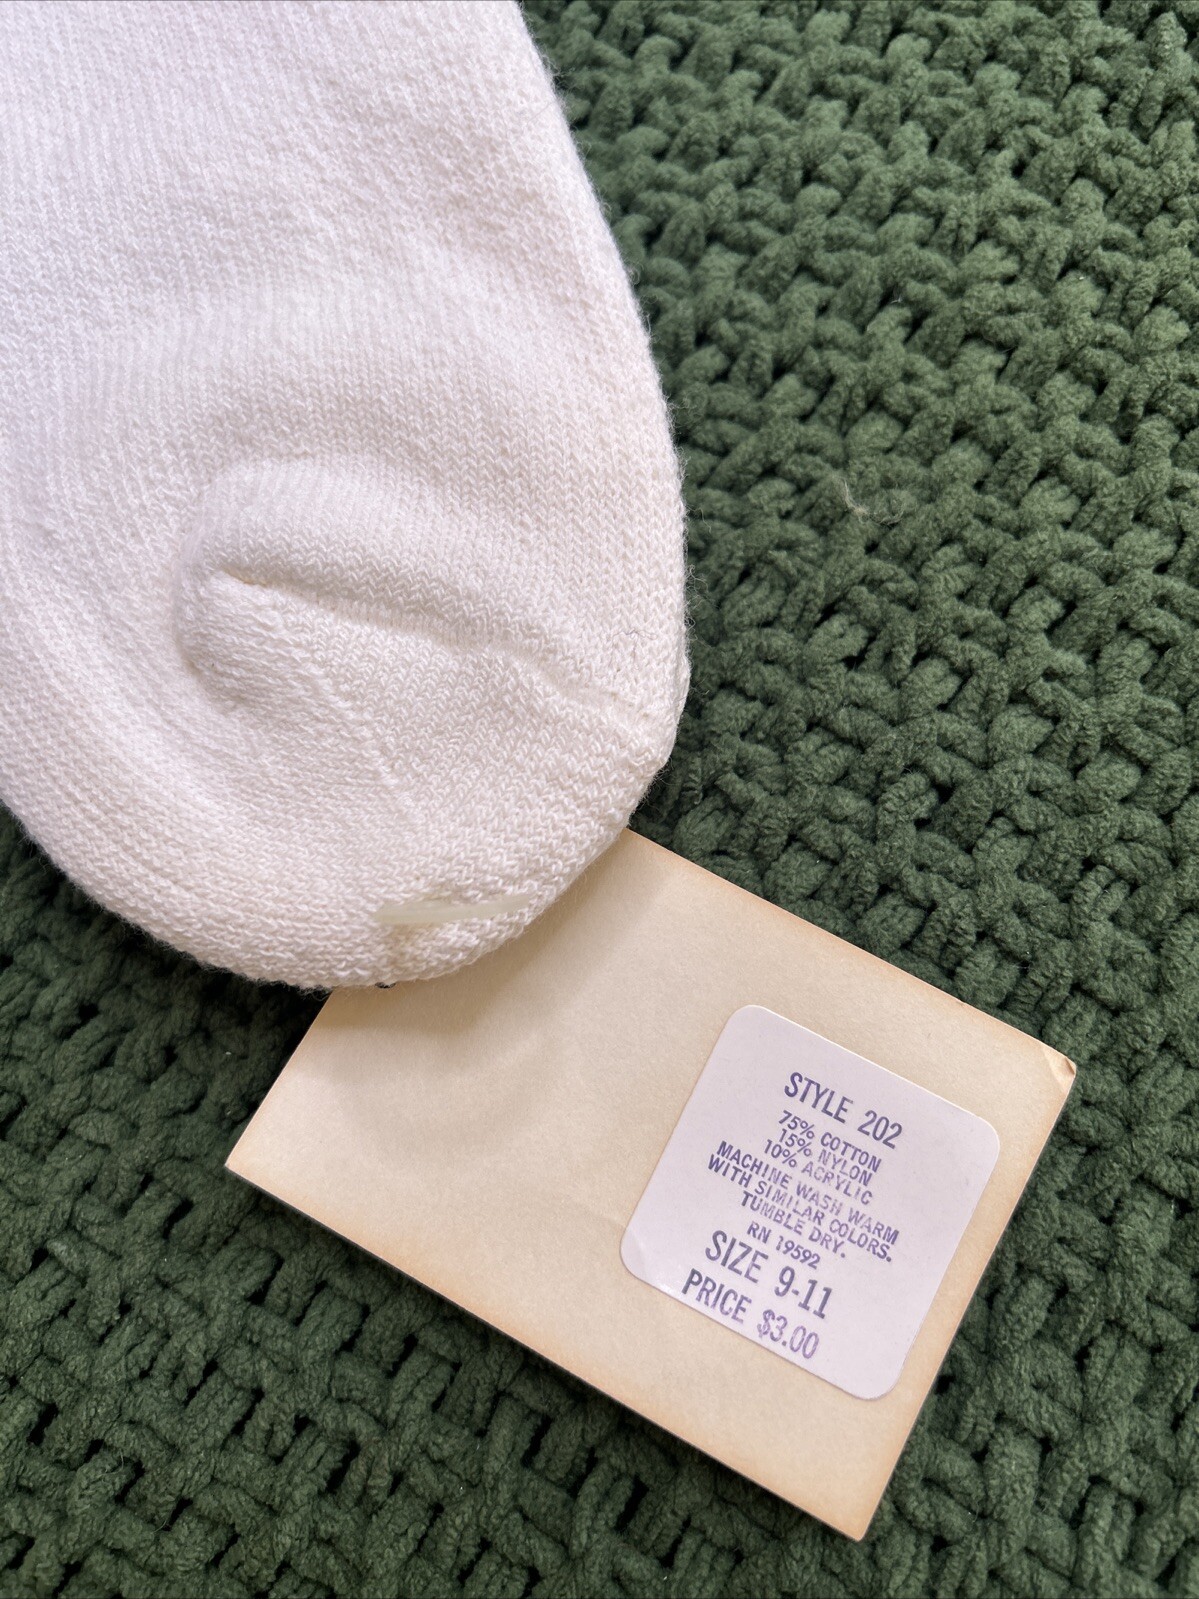 STYLE 202
75% COTTON
15% NYLON
10% ACRYLIC
MACHINE WASH WARM
WITH SIMILAR COLORS.
TUMBLE DRY.
RN 19592
SIZE 9-11
PRICE $3.00